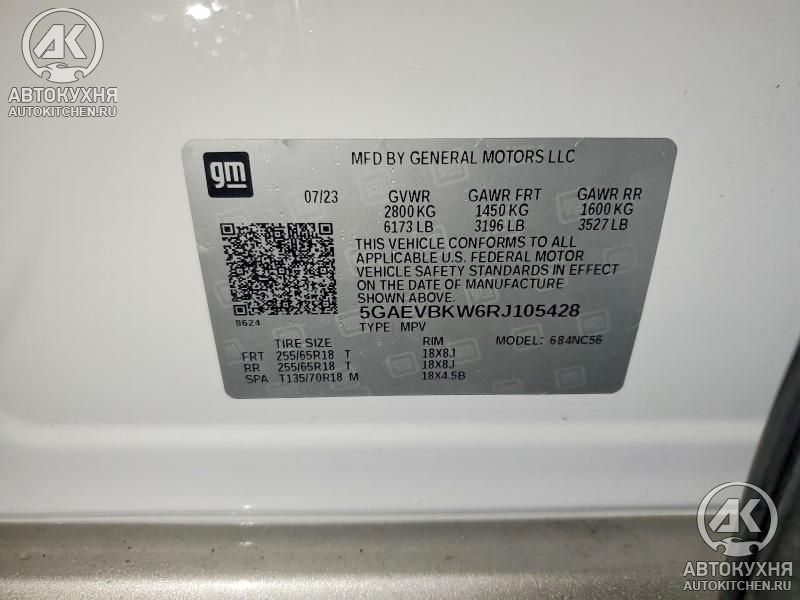 АК
АВТОКУХНЯ
AUTOKITCHEN.RU
gm
MFD BY GENERAL MOTORS LLC
07/23 GVWR GAWR FRT GAWR RR
2800 KG 1450 KG 1600 KG
6173 LB 3196 LB 3527 LB
THIS VEHICLE CONFORMS TO ALL
APPLICABLE U.S. FEDERAL MOTOR
VEHICLE SAFETY STANDARDS IN EFFECT
ON THE DATE OF MANUFACTURE
SHOWN ABOVE.
8624
5GAEVBKW6RJ105428
TYPE: MPV
TIRE SIZE RIM MODEL: 684NC56
FRT 255/65R18 T 18X8J
RR 255/65R18 T 18X8J
SPA T135/70R18 M 18X4.5B
АК
АВТОКУХНЯ
AUTOKITCHEN.RU